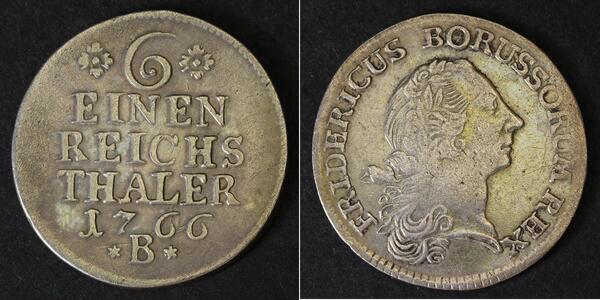 6
EINEN
REICHS
THALER
1766
*B*
FRIDERICUS BORUSSORUM REX